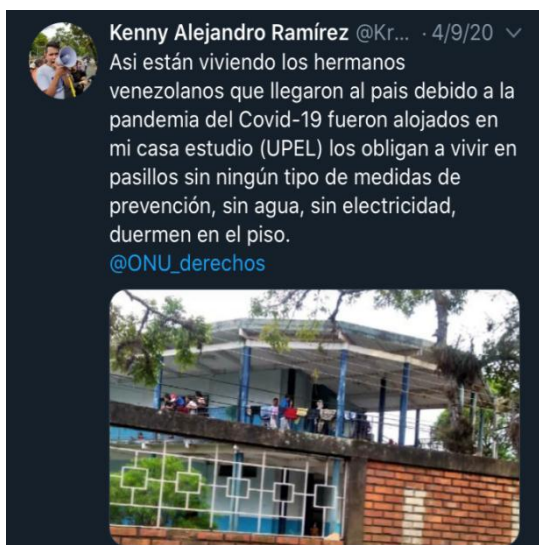 Kenny Alejandro Ramírez @Kr... · 4/9/20
Asi están viviendo los hermanos
venezolanos que llegaron al pais debido a la
pandemia del Covid-19 fueron alojados en
mi casa estudio (UPEL) los obligan a vivir en
pasillos sin ningún tipo de medidas de
prevención, sin agua, sin electricidad,
duermen en el piso.
@ONU_derechos